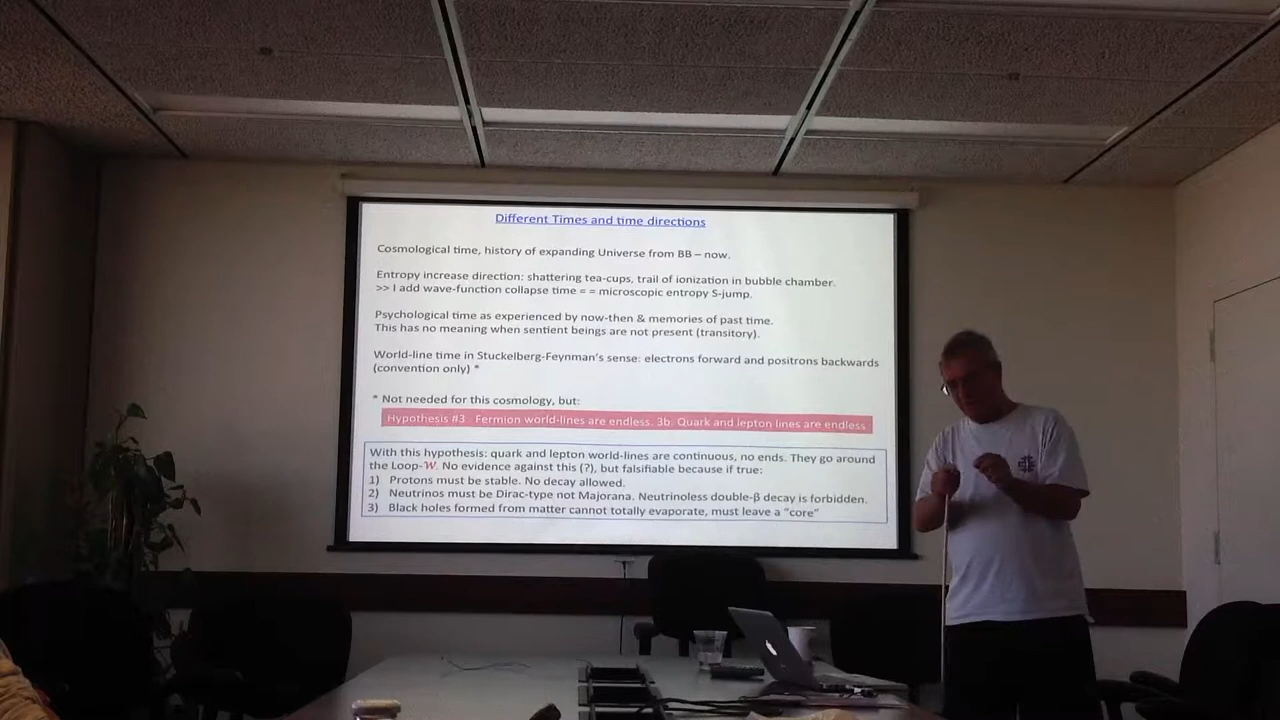 Different Times and time directions
Cosmological time, history of expanding Universe from BB – now.
Entropy increase direction: shattering tea-cups, trail of ionization in bubble chamber.
>> I add wave-function collapse time = = microscopic entropy S-jump.
Psychological time as experienced by now-then & memories of past time.
This has no meaning when sentient beings are not present (transitory).
World-line time in Stuckelberg-Feynman’s sense: electrons forward and positrons backwards
(convention only) *
* Not needed for this cosmology, but:
Hypothesis #3 Fermion world-lines are endless. 3b. Quark and lepton lines are endless
With this hypothesis: quark and lepton world-lines are continuous, no ends. They go around
the Loop-W. No evidence against this (?), but falsifiable because if true:
1) Protons must be stable. No decay allowed.
2) Neutrinos must be Dirac-type not Majorana. Neutrinoless double-β decay is forbidden.
3) Black holes formed from matter cannot totally evaporate, must leave a “core”